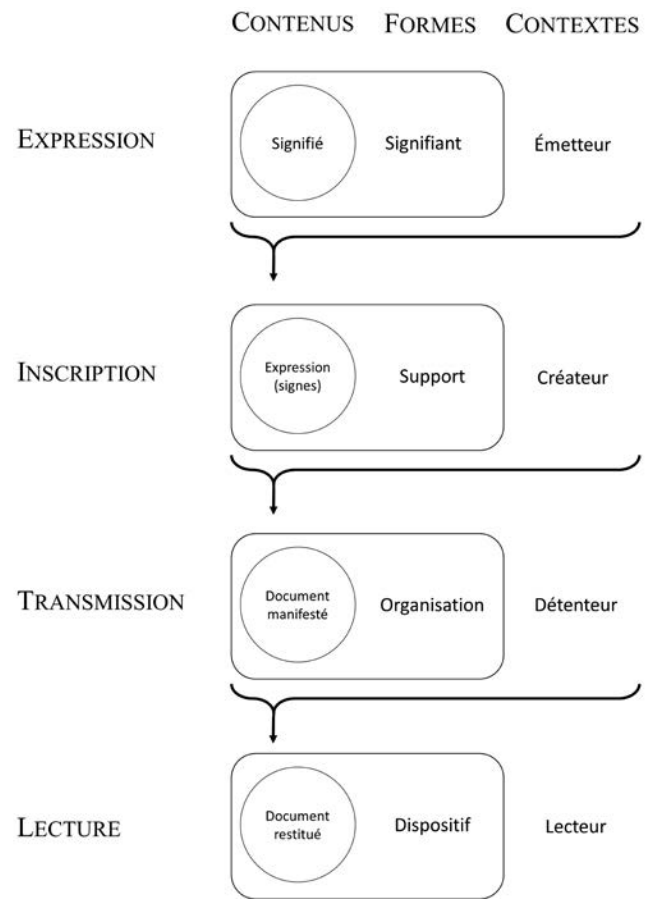 CONTENUS FORMES CONTEXTES
EXPRESSION Signifié Signifiant Émetteur
INSCRIPTION Expression (signes) Support Créateur
TRANSMISSION Document manifesté Organisation Détenteur
LECTURE Document restitué Dispositif Lecteur